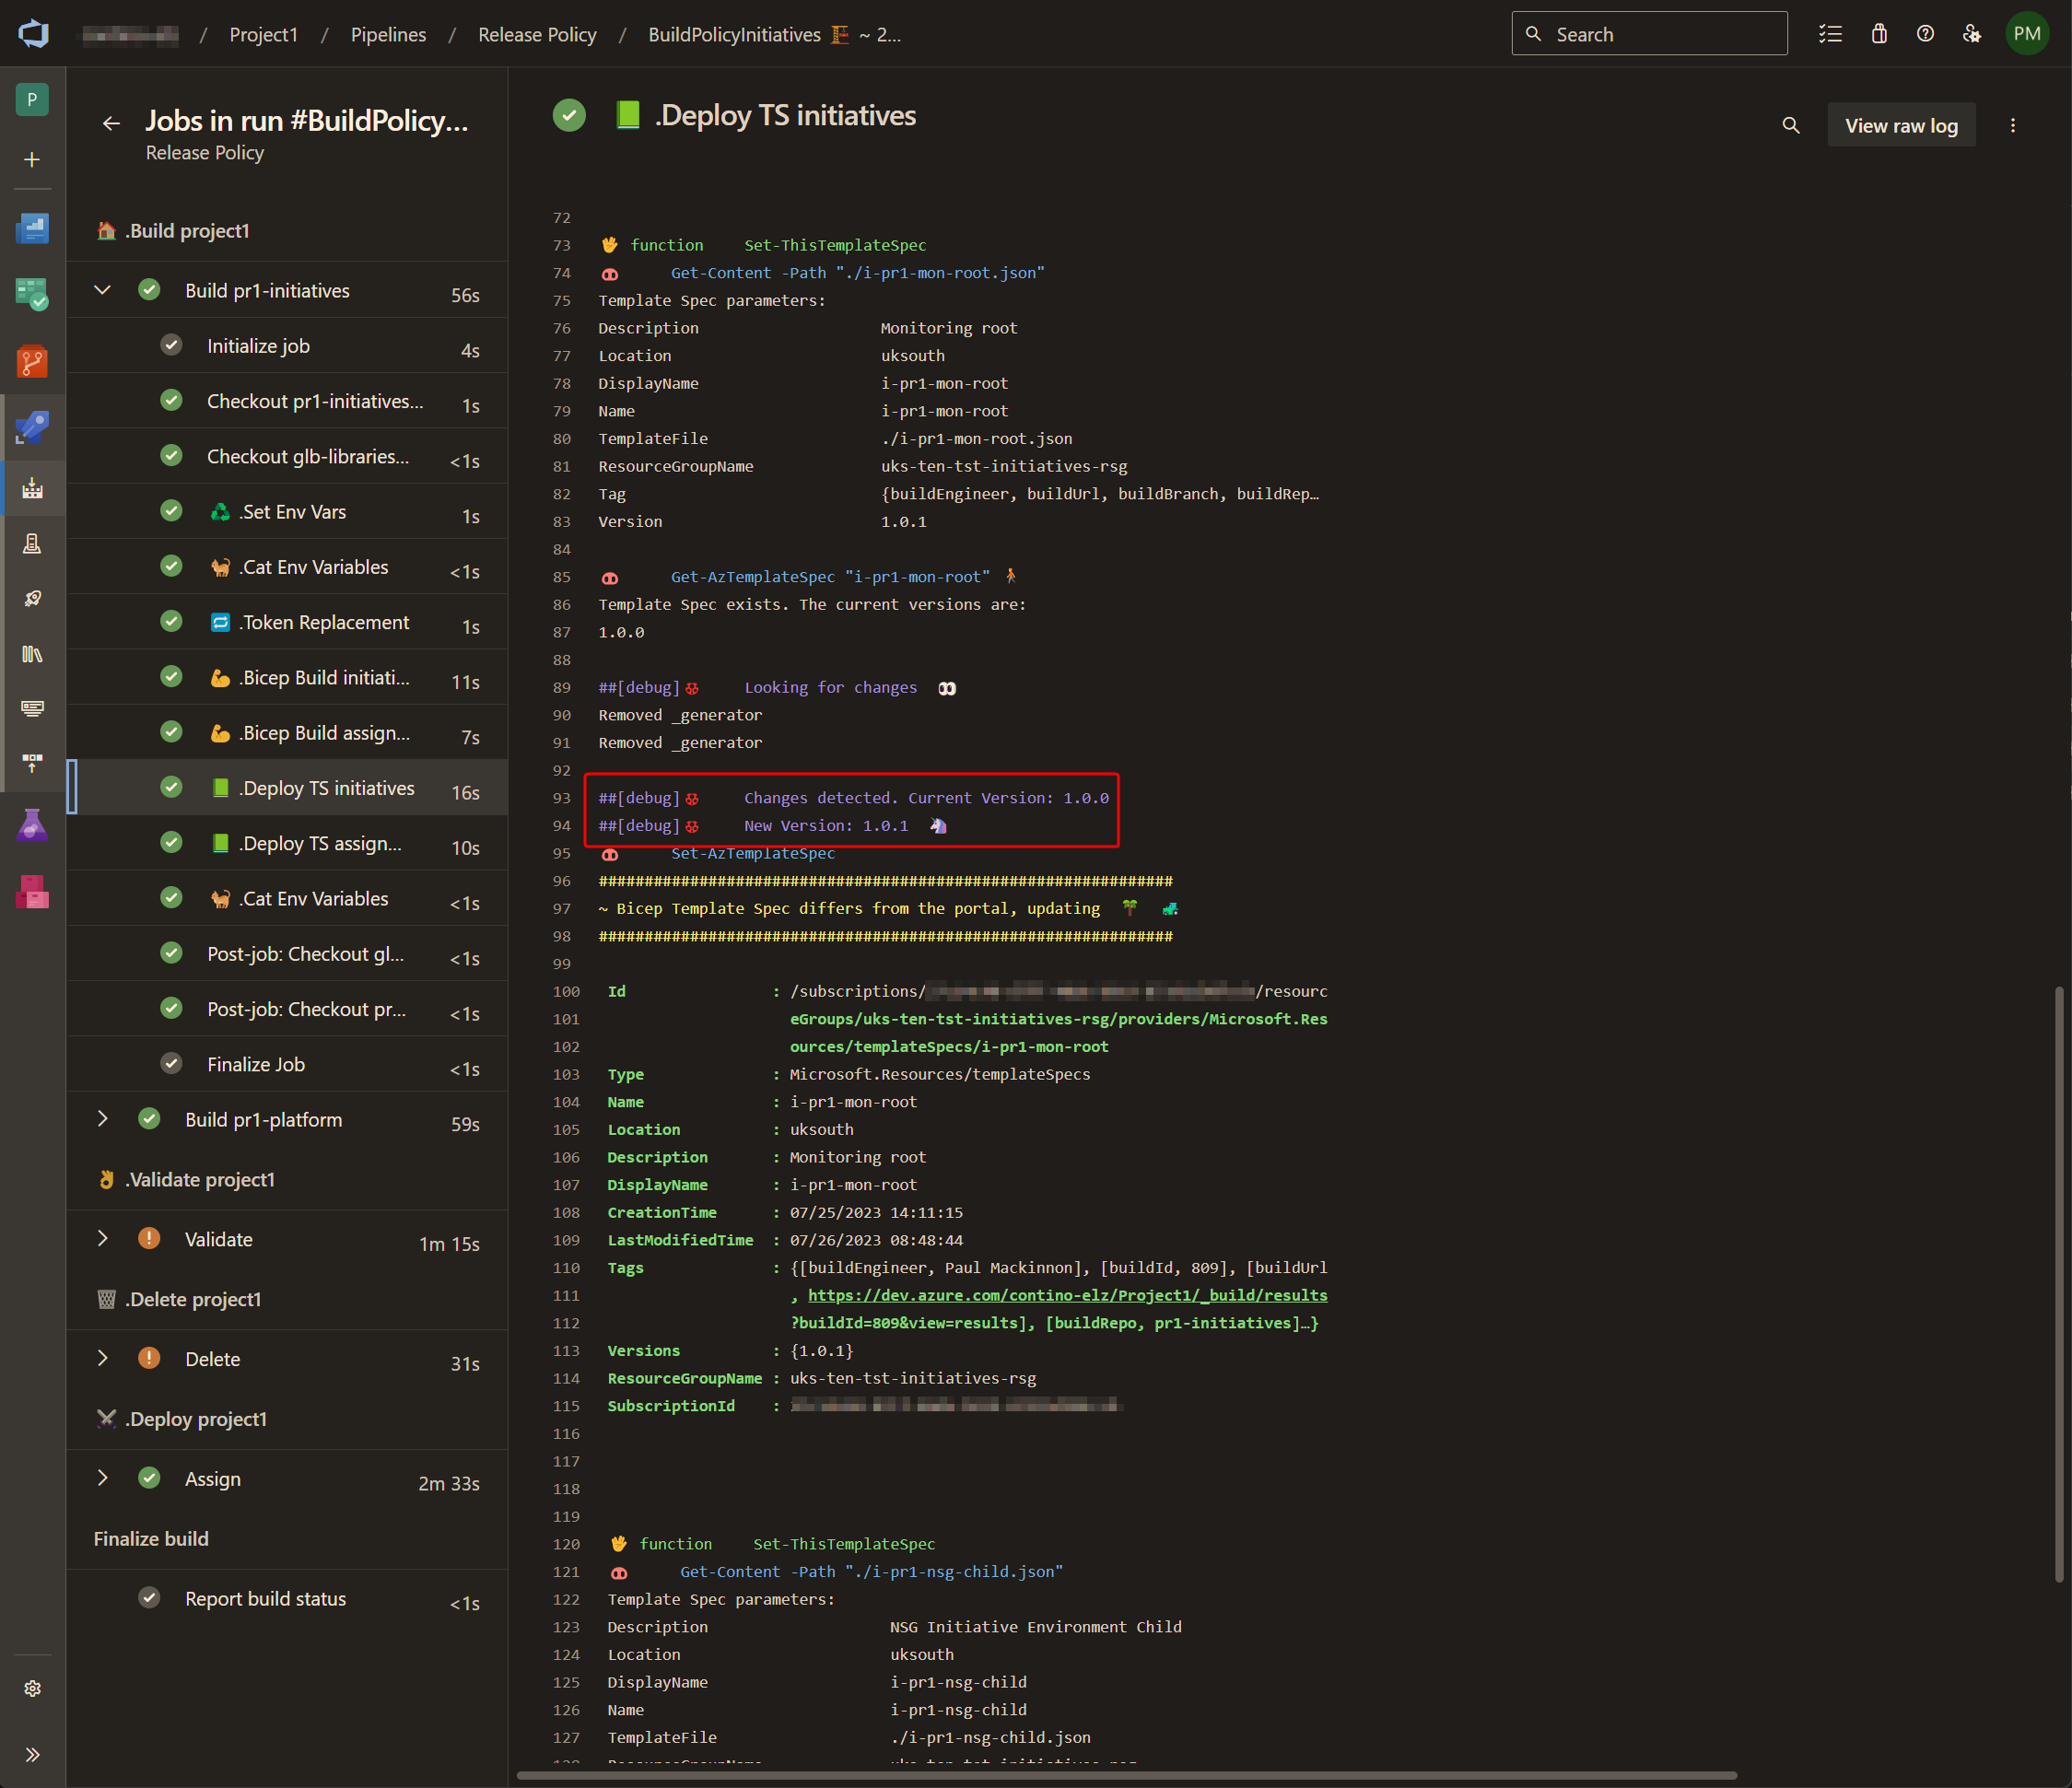 / Project1 / Pipelines / Release Policy / BuildPolicyInitiatives 🏗️ ~ 2...
Search
PM
P
Jobs in run #BuildPolicy...
Release Policy
.Build project1
Build pr1-initiatives 56s
Initialize job 4s
Checkout pr1-initiatives... 1s
Checkout glb-libraries... <1s
.Set Env Vars 1s
.Cat Env Variables <1s
.Token Replacement 1s
.Bicep Build initiati... 11s
.Bicep Build assign... 7s
.Deploy TS initiatives 16s
.Deploy TS assign... 10s
.Cat Env Variables <1s
Post-job: Checkout gl... <1s
Post-job: Checkout pr... <1s
Finalize Job <1s
Build pr1-platform 59s
.Validate project1
Validate 1m 15s
.Delete project1
Delete 31s
.Deploy project1
Assign 2m 33s
Finalize build
Report build status <1s
.Deploy TS initiatives
View raw log
72
73 function Set-ThisTemplateSpec
74 Get-Content -Path "./i-pr1-mon-root.json"
75 Template Spec parameters:
76 Description Monitoring root
77 Location uksouth
78 DisplayName i-pr1-mon-root
79 Name i-pr1-mon-root
80 TemplateFile ./i-pr1-mon-root.json
81 ResourceGroupName uks-ten-tst-initiatives-rsg
82 Tag {buildEngineer, buildUrl, buildBranch, buildRep…
83 Version 1.0.1
84
85 Get-AzTemplateSpec "i-pr1-mon-root"
86 Template Spec exists. The current versions are:
87 1.0.0
88
89 ##[debug] Looking for changes
90 Removed _generator
91 Removed _generator
92
93 ##[debug] Changes detected. Current Version: 1.0.0
94 ##[debug] New Version: 1.0.1
95 Set-AzTemplateSpec
96 ###############################################################
97 ~ Bicep Template Spec differs from the portal, updating
98 ###############################################################
99
100 Id : /subscriptions/ /resourc
101 eGroups/uks-ten-tst-initiatives-rsg/providers/Microsoft.Res
102 ources/templateSpecs/i-pr1-mon-root
103 Type : Microsoft.Resources/templateSpecs
104 Name : i-pr1-mon-root
105 Location : uksouth
106 Description : Monitoring root
107 DisplayName : i-pr1-mon-root
108 CreationTime : 07/25/2023 14:11:15
109 LastModifiedTime : 07/26/2023 08:48:44
110 Tags : {[buildEngineer, Paul Mackinnon], [buildId, 809], [buildUrl
111 , https://dev.azure.com/contino-elz/Project1/_build/results
112 ?buildId=809&view=results], [buildRepo, pr1-initiatives]…}
113 Versions : {1.0.1}
114 ResourceGroupName : uks-ten-tst-initiatives-rsg
115 SubscriptionId :
116
117
118
119
120 function Set-ThisTemplateSpec
121 Get-Content -Path "./i-pr1-nsg-child.json"
122 Template Spec parameters:
123 Description NSG Initiative Environment Child
124 Location uksouth
125 DisplayName i-pr1-nsg-child
126 Name i-pr1-nsg-child
127 TemplateFile ./i-pr1-nsg-child.json